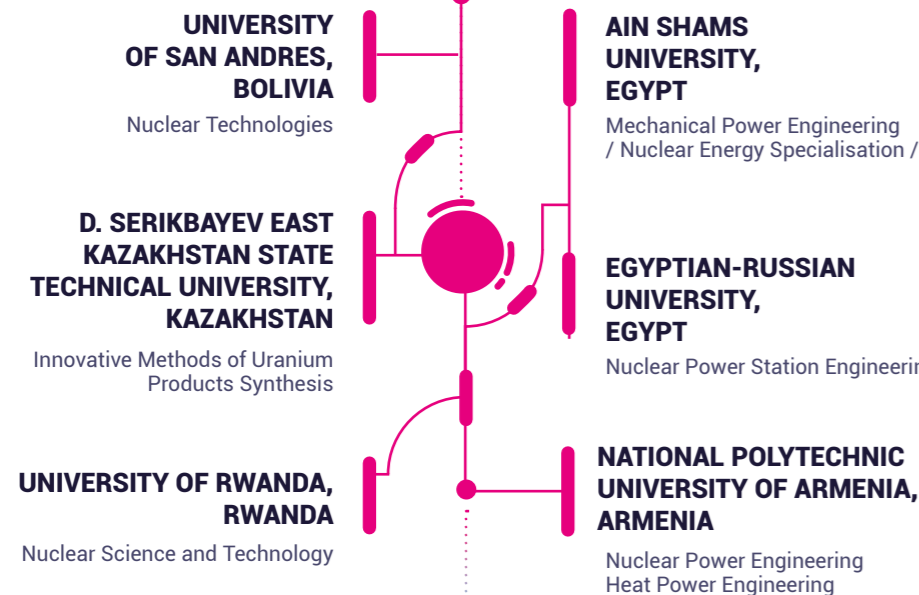 UNIVERSITY
OF SAN ANDRES,
BOLIVIA
Nuclear Technologies
AIN SHAMS
UNIVERSITY,
EGYPT
Mechanical Power Engineering
/ Nuclear Energy Specialisation /
D. SERIKBAYEV EAST
KAZAKHSTAN STATE
TECHNICAL UNIVERSITY,
KAZAKHSTAN
Innovative Methods of Uranium
Products Synthesis
EGYPTIAN-RUSSIAN
UNIVERSITY,
EGYPT
Nuclear Power Station
UNIVERSITY OF RWANDA,
RWANDA
Nuclear Science and Technology
NATIONAL POLYTECHNIC
UNIVERSITY OF ARMENIA,
ARMENIA
Nuclear Power Engineering
Heat Power Engineering